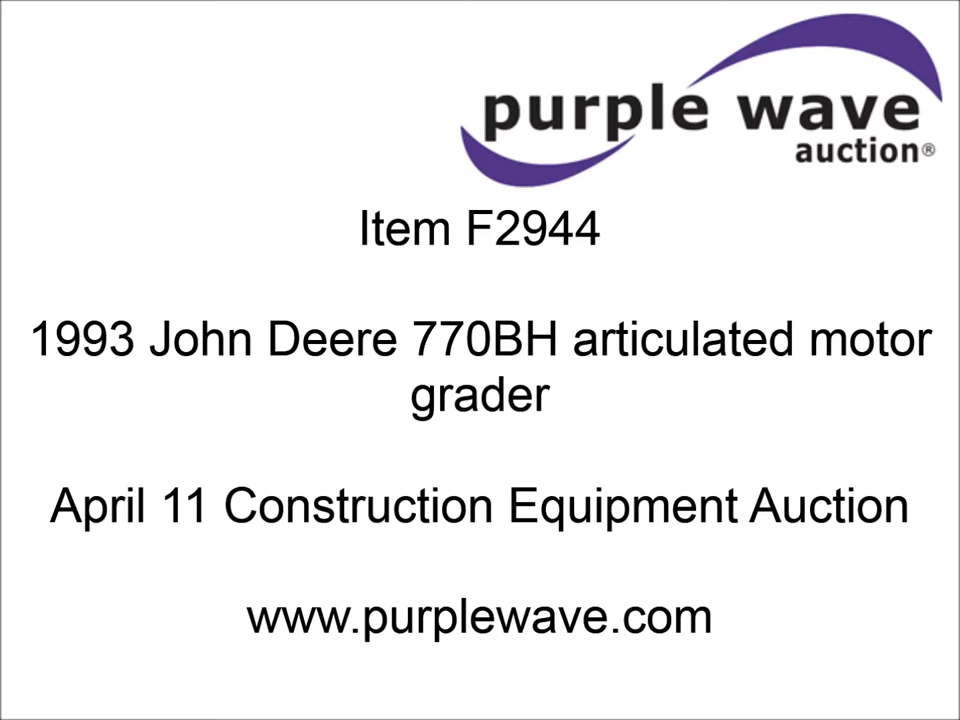 purple wave
auction®
Item F2944
1993 John Deere 770BH articulated motor
grader
April 11 Construction Equipment Auction
www.purplewave.com